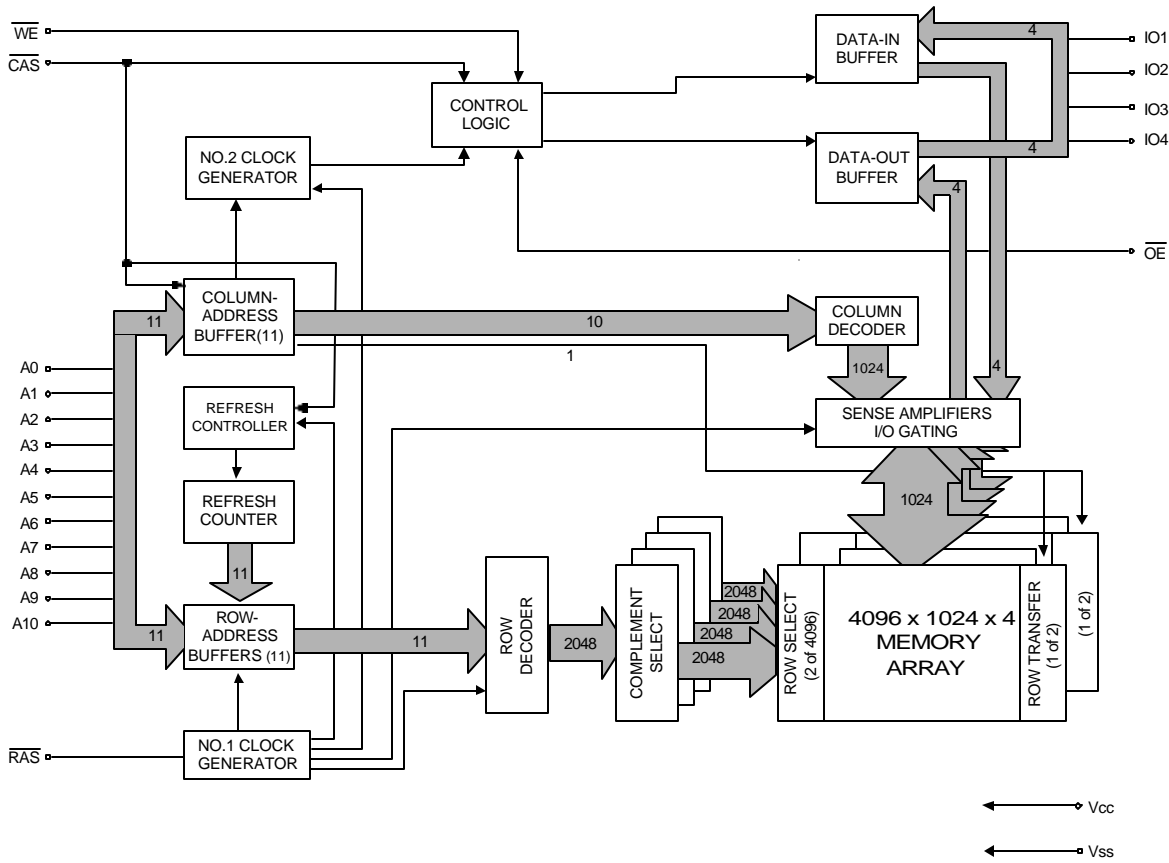 WE
CAS
CONTROL
LOGIC
DATA-IN
BUFFER
4
IO1
IO2
IO3
IO4
DATA-OUT
BUFFER
4
4
NO.2 CLOCK
GENERATOR
OE
COLUMN-
ADDRESS
BUFFER(11)
11
10
1
COLUMN
DECODER
1024
4
SENSE AMPLIFIERS
I/O GATING
1024
A0
A1
A2
A3
A4
A5
A6
A7
A8
A9
A10
REFRESH
CONTROLLER
REFRESH
COUNTER
11
11
ROW-
ADDRESS
BUFFERS (11)
11
ROW
DECODER
2048
COMPLEMENT
SELECT
2048
2048
2048
2048
ROW SELECT
(2 of 4096)
4096 x 1024 x 4
MEMORY
ARRAY
ROW TRANSFER
(1 of 2)
(1 of 2)
RAS
NO.1 CLOCK
GENERATOR
Vcc
Vss